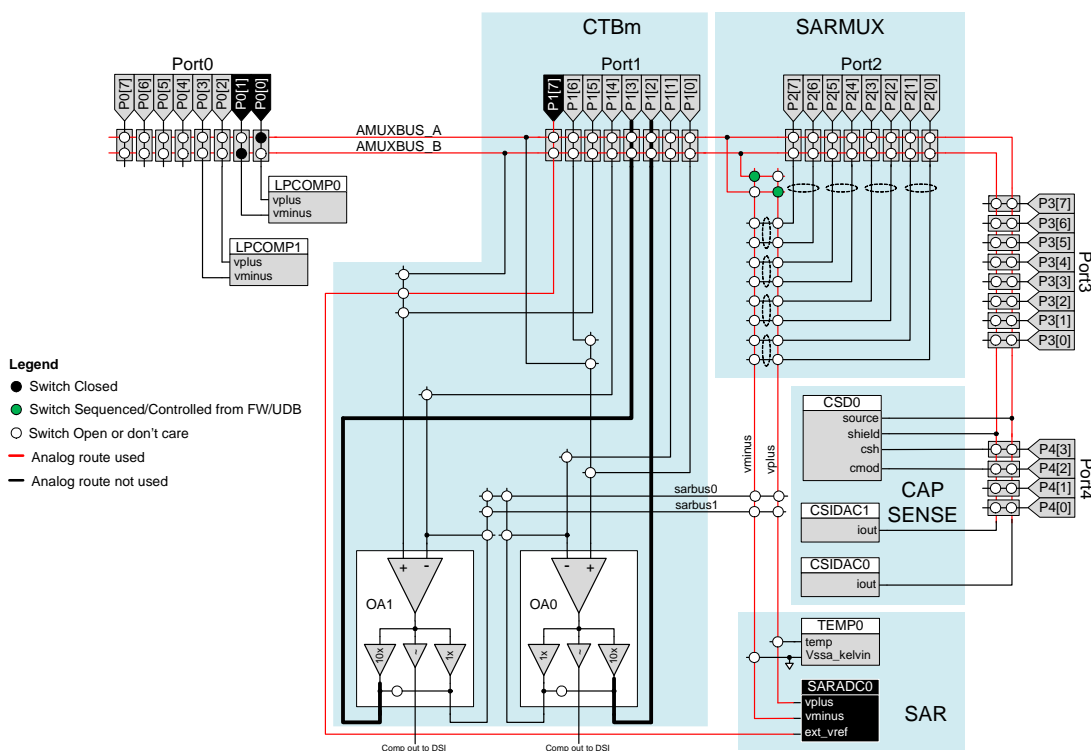 CTBm
SARMUX
Port0
Port1
Port2
P0[7]
P0[6]
P0[5]
P0[4]
P0[3]
P0[2]
P0[1]
P0[0]
P1[7]
P1[6]
P1[5]
P1[4]
P1[3]
P1[2]
P1[1]
P1[0]
P2[7]
P2[6]
P2[5]
P2[4]
P2[3]
P2[2]
P2[1]
P2[0]
AMUXBUS_A
AMUXBUS_B
LPCOMP0
vplus
vminus
LPCOMP1
vplus
vminus
P3[7]
P3[6]
P3[5]
P3[4]
P3[3]
P3[2]
P3[1]
P3[0]
Port3
Legend
Switch Closed
Switch Sequenced/Controlled from FW/UDB
Switch Open or don't care
Analog route used
Analog route not used
vminus
vplus
sarbus0
sarbus1
CSD0
source
shield
csh
cmod
P4[3]
P4[2]
P4[1]
P4[0]
Port4
CAP
SENSE
CSIDAC1
iout
CSIDAC0
iout
+ -
OA1
10x
~
1x
- +
OA0
1x
~
10x
TEMP0
temp
Vssa_kelvin
SARADC0
vplus
vminus
ext_vref
SAR
Comp out to DSI
Comp out to DSI